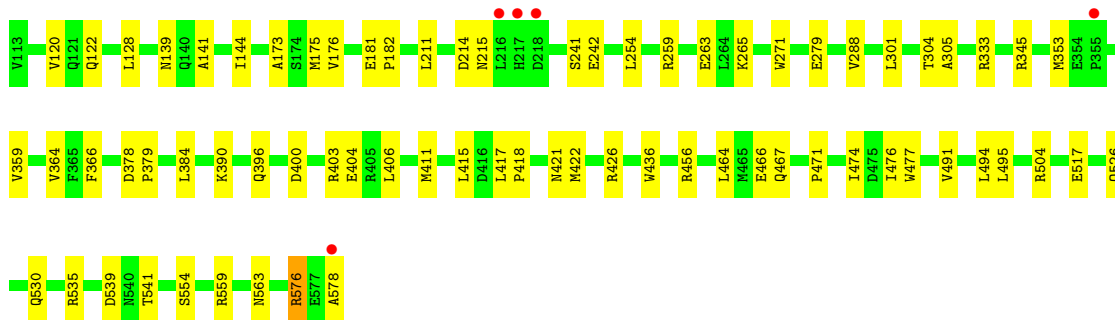 V113 V120 Q121 Q122 L128 N139 Q140 A141 I144 A173 S174 M175 V176 E181 P182 L211 D214 N215 L216 H217 D218 S241 E242 L254 R259 E263 L264 K265 W271 E279 V288 L301 T304 A305 R333 R345 M353 E354 P355
V359 V364 F365 F366 D378 P379 L384 K390 Q396 D400 R403 E404 R405 L406 M411 L415 D416 L417 P418 N421 M422 R426 W436 R456 L464 M465 E466 Q467 P471 I474 D475 I476 W477 V491 L494 L495 R504 E517 Q526
Q530 R535 D539 N540 T541 S554 R559 N563 R576 E577 A578